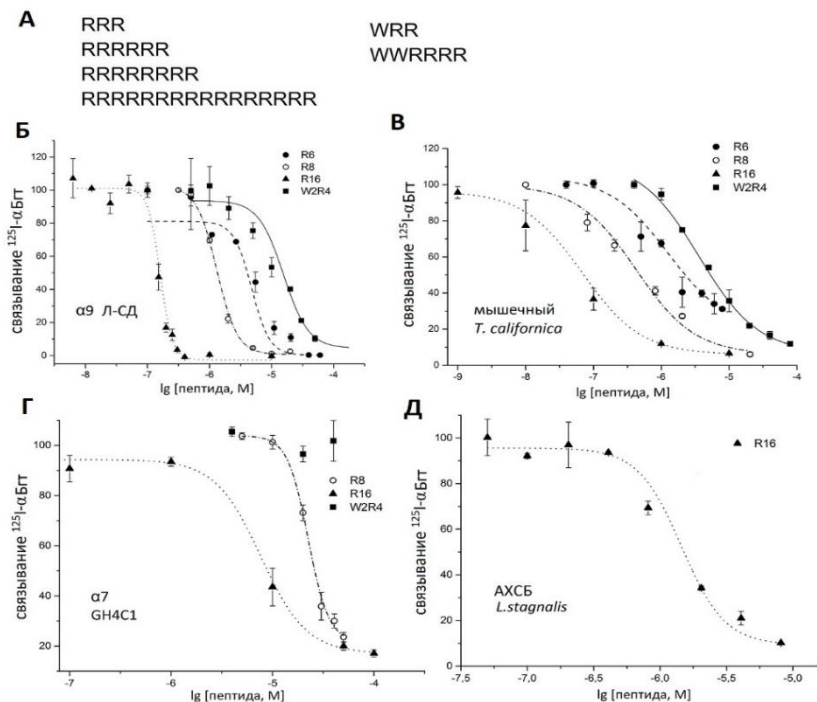 А
RRR
RRRRRR
RRRRRRRR
RRRRRRRRRRRRRRRR
WRR
WWRRRR
Б
связывание ¹²⁵I-αБгт
120
100
80
60
40
20
0
R6
R8
R16
W2R4
α9 Л-СД
-8
-7
-6
-5
-4
lg [пептида, М]
В
связывание ¹²⁵I-αБгт
120
100
80
60
40
20
0
R6
R8
R16
W2R4
мышечный
T. californica
-9
-8
-7
-6
-5
-4
lg [пептида, М]
Г
связывание ¹²⁵I-αБгт
100
80
60
40
20
R8
R16
W2R4
α7
GH4C1
-7
-6
-5
-4
lg [пептида, М]
Д
связывание ¹²⁵I-αБгт
100
80
60
40
20
0
R16
АХСБ
L.stagnalis
-7,5
-7,0
-6,5
-6,0
-5,5
-5,0
lg [пептида, М]